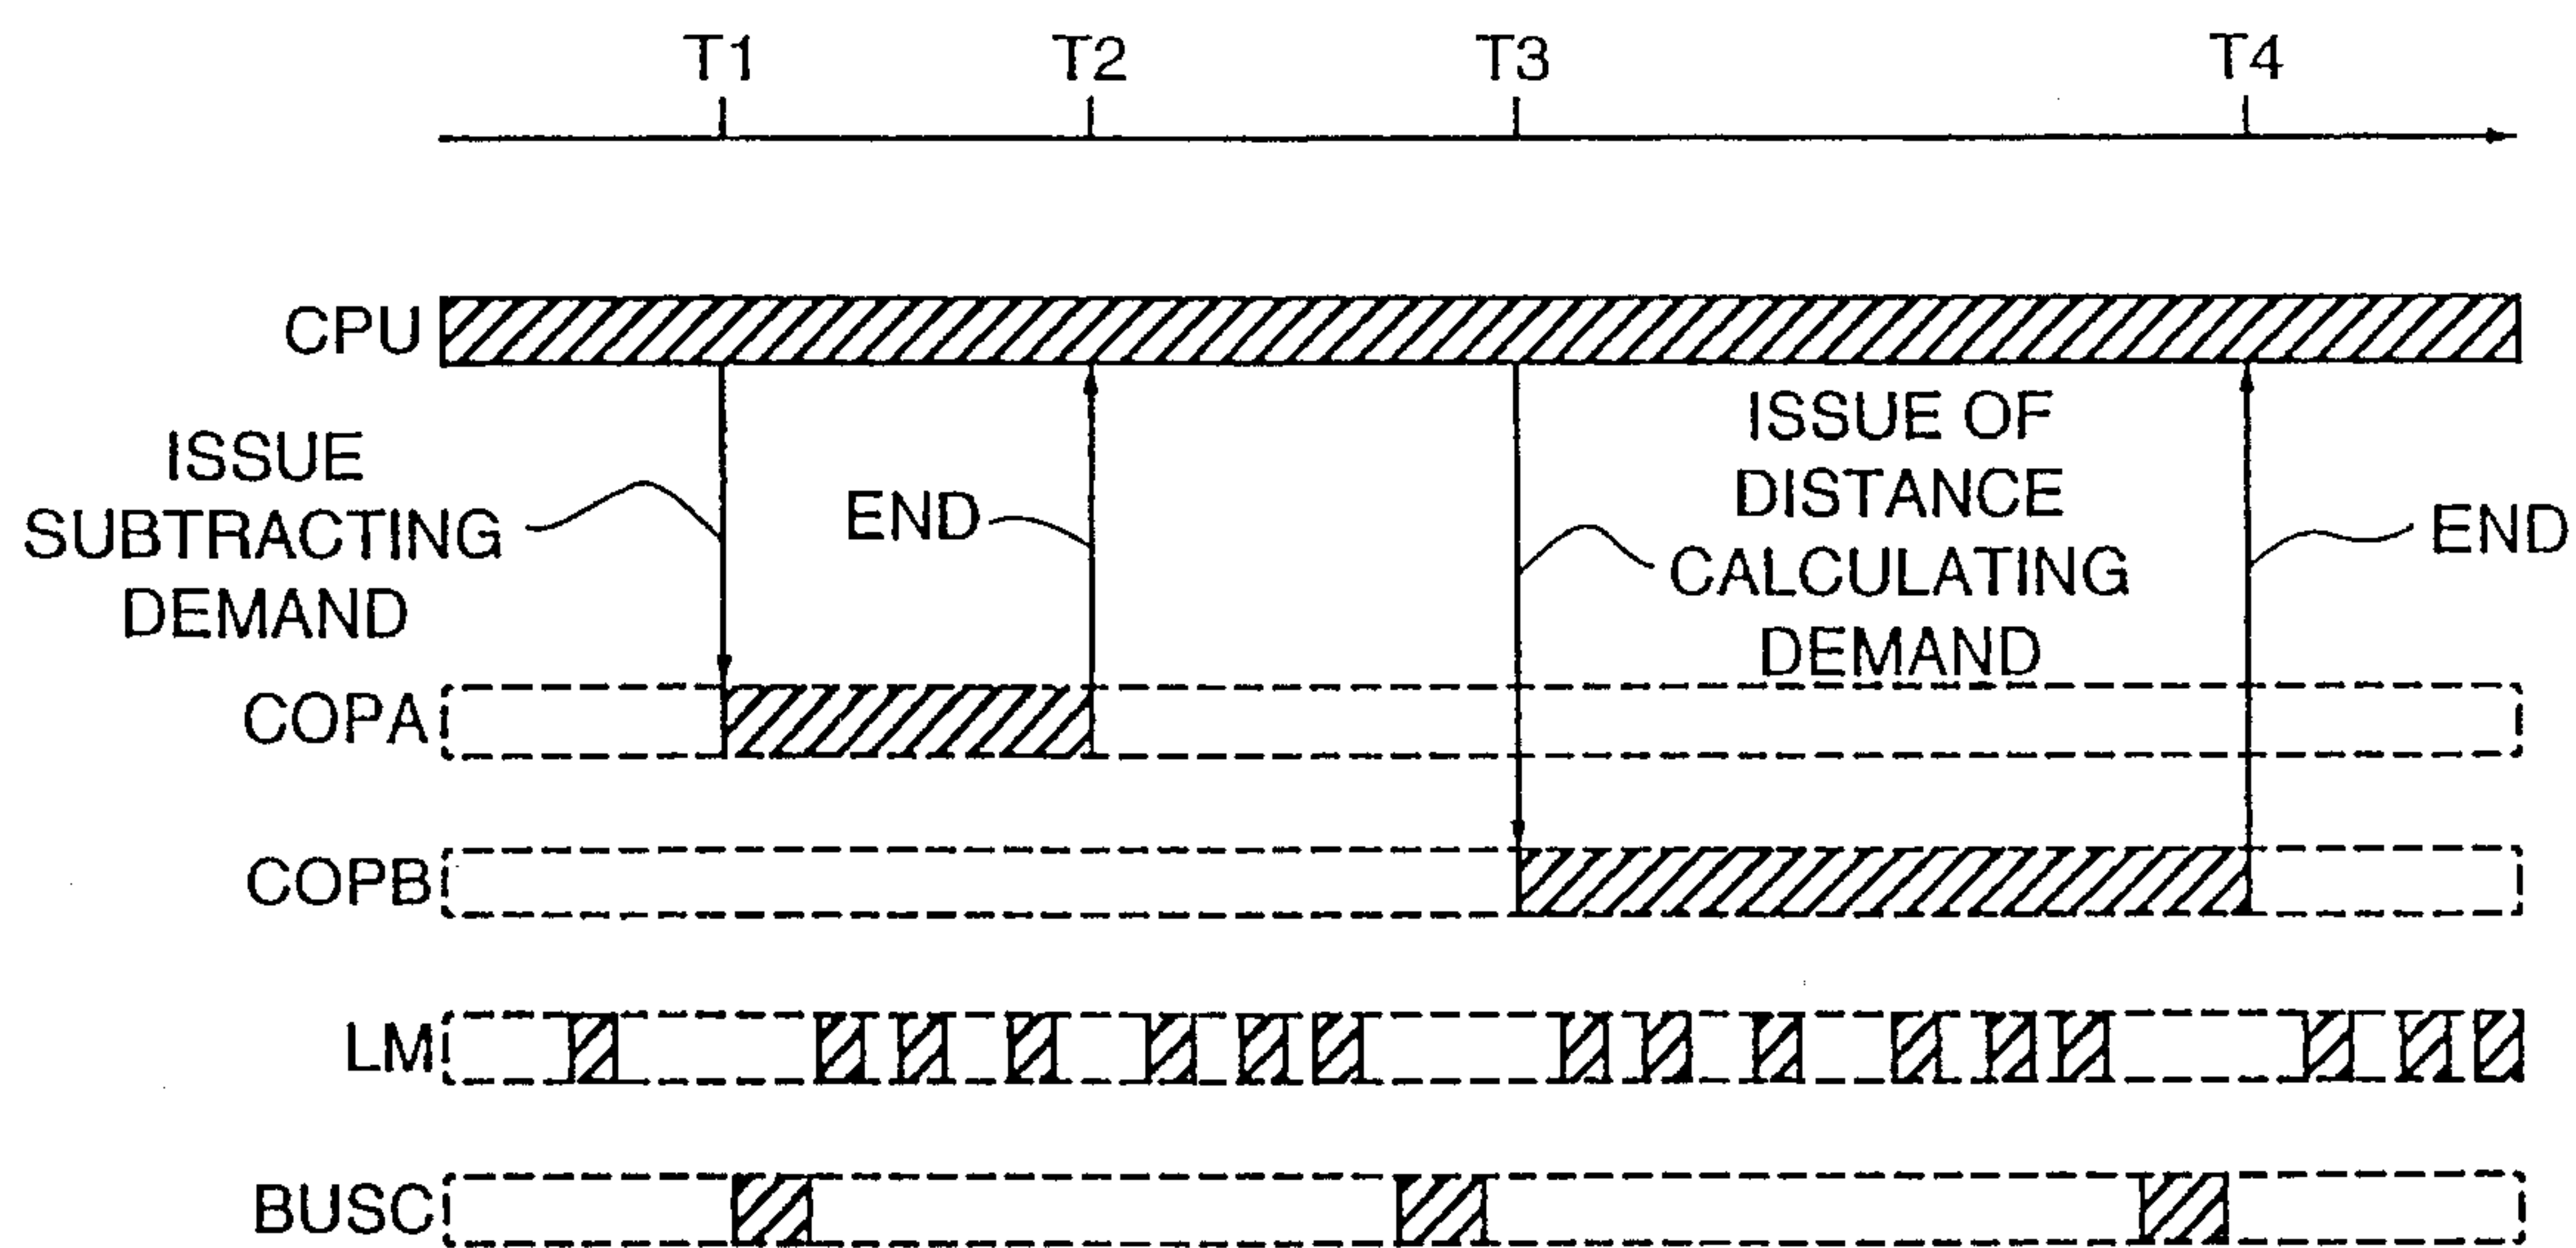 T1 T2 T3 T4
CPU
ISSUE
SUBTRACTING
DEMAND
END
ISSUE OF
DISTANCE
CALCULATING
DEMAND
END
COPA
COPB
LM
BUSC